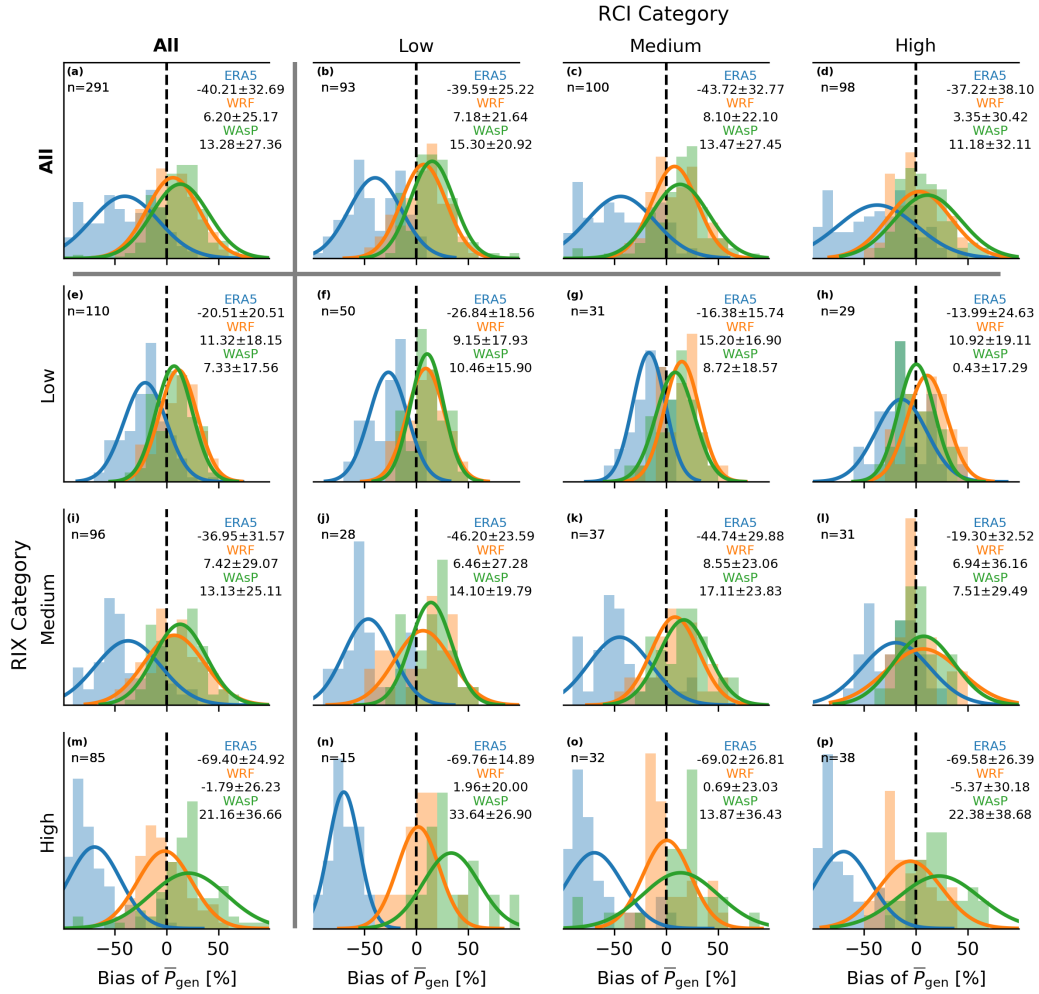 RCI Category
All
Low
Medium
High
All
(a)
n=291
ERA5
-40.21±32.69
WRF
6.20±25.17
WAsP
13.28±27.36
(b)
n=93
ERA5
-39.59±25.22
WRF
7.18±21.64
WAsP
15.30±20.92
(c)
n=100
ERA5
-43.72±32.77
WRF
8.10±22.10
WAsP
13.47±27.45
(d)
n=98
ERA5
-37.22±38.10
WRF
3.35±30.42
WAsP
11.18±32.11
−50 0 50
−50 0 50
−50 0 50
−50 0 50
RIX Category
Low
(e)
n=110
ERA5
-20.51±20.51
WRF
11.32±18.15
WAsP
7.33±17.56
(f)
n=50
ERA5
-26.84±18.56
WRF
9.15±17.93
WAsP
10.46±15.90
(g)
n=31
ERA5
-16.38±15.74
WRF
15.20±16.90
WAsP
8.72±18.57
(h)
n=29
ERA5
-13.99±24.63
WRF
10.92±19.11
WAsP
0.43±17.29
Medium
(i)
n=96
ERA5
-36.95±31.57
WRF
7.42±29.07
WAsP
13.13±25.11
(j)
n=28
ERA5
-46.20±23.59
WRF
6.46±27.28
WAsP
14.10±19.79
(k)
n=37
ERA5
-44.74±29.88
WRF
8.55±23.06
WAsP
17.11±23.83
(l)
n=31
ERA5
-19.30±32.52
WRF
6.94±36.16
WAsP
7.51±29.49
High
(m)
n=85
ERA5
-69.40±24.92
WRF
-1.79±26.23
WAsP
21.16±36.66
(n)
n=15
ERA5
-69.76±14.89
WRF
1.96±20.00
WAsP
33.64±26.90
(o)
n=32
ERA5
-69.02±26.81
WRF
0.69±23.03
WAsP
13.87±36.43
(p)
n=38
ERA5
-69.58±26.39
WRF
-5.37±30.18
WAsP
22.38±38.68
−50 0 50
−50 0 50
−50 0 50
−50 0 50
Bias of P̅gen [%]
Bias of P̅gen [%]
Bias of P̅gen [%]
Bias of P̅gen [%]